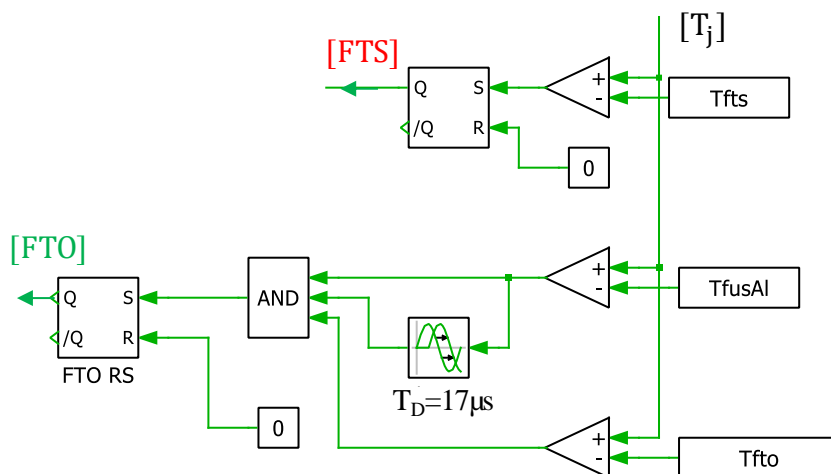 [Tj]
[FTS]
Q S
/Q R
+
-
Tfts
0
[FTO]
+
-
TfusAl
Q S
/Q R
AND
FTO RS
TD=17µs
0
+
-
Tfto